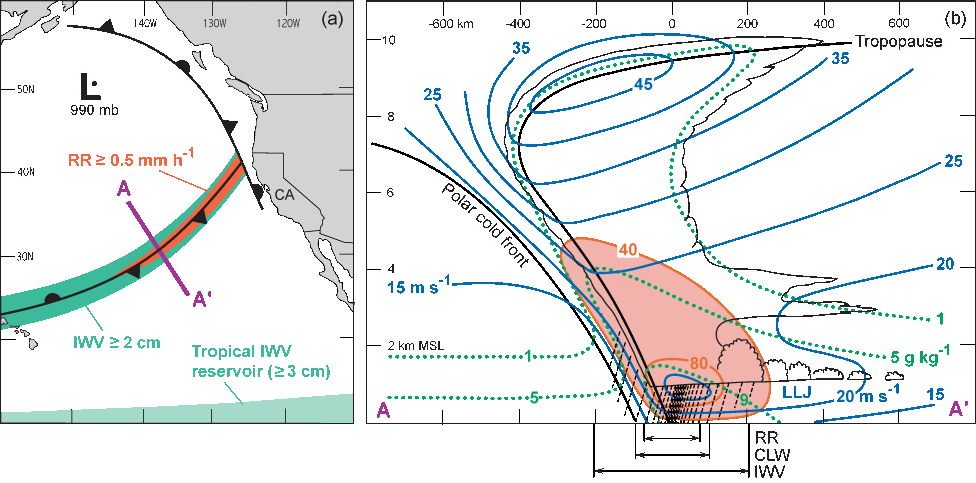 140W 130W 120W (a)
50N
L
990 mb
RR ≥ 0.5 mm h-1
40N
A
CA
30N
A'
IWV ≥ 2 cm
Tropical IWV
reservoir (≥ 3 cm)
-600 km -400 -200 0 200 400 600 (b)
10
Tropopause
35
35
45
25
8
25
6
Polar cold front
40
20
4
15 m s-1
1
2 km MSL
1
5 g kg-1
80
5
9
LLJ
20 m s-1
15
A
A'
RR
CLW
IWV